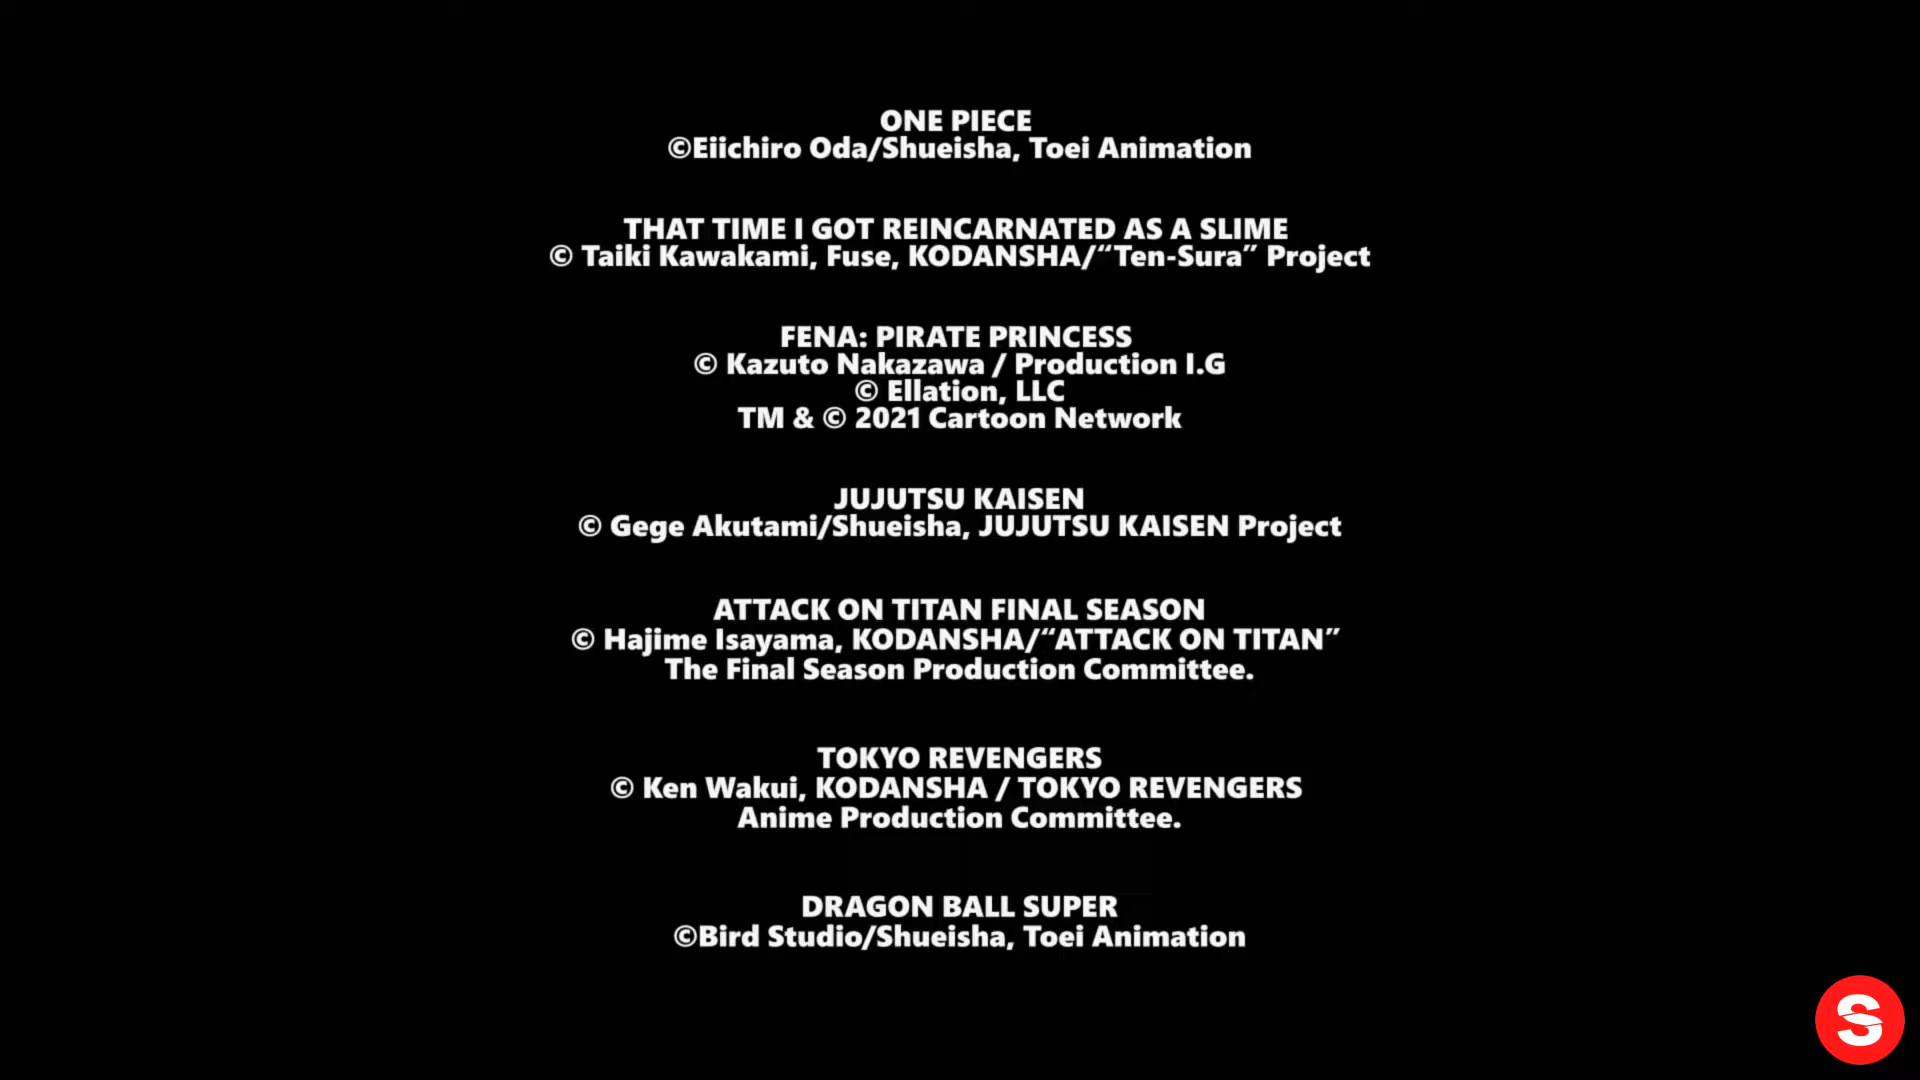 ONE PIECE
©Eiichiro Oda/Shueisha, Toei Animation
THAT TIME I GOT REINCARNATED AS A SLIME
© Taiki Kawakami, Fuse, KODANSHA/“Ten-Sura” Project
FENA: PIRATE PRINCESS
© Kazuto Nakazawa / Production I.G
© Ellation, LLC
TM & © 2021 Cartoon Network
JUJUTSU KAISEN
© Gege Akutami/Shueisha, JUJUTSU KAISEN Project
ATTACK ON TITAN FINAL SEASON
© Hajime Isayama, KODANSHA/“ATTACK ON TITAN”
The Final Season Production Committee.
TOKYO REVENGERS
© Ken Wakui, KODANSHA / TOKYO REVENGERS
Anime Production Committee.
DRAGON BALL SUPER
©Bird Studio/Shueisha, Toei Animation
S